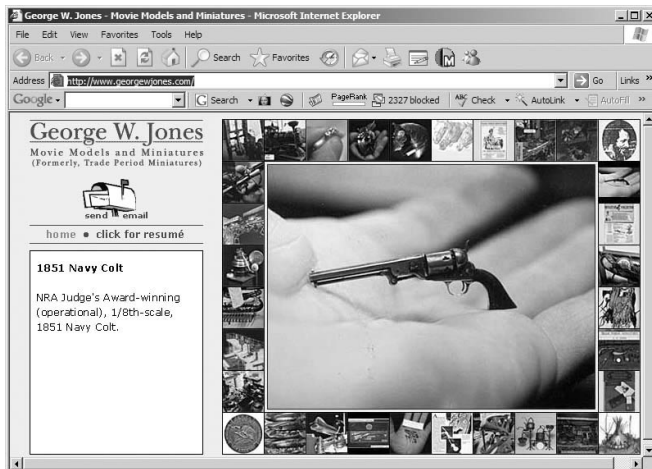 George W. Jones - Movie Models and Miniatures - Microsoft Internet Explorer
File Edit View Favorites Tools Help
Back Search Favorites
Address http://www.georgewjones.com/ Go Links »
Google Search PageRank 2327 blocked ABC Check AutoLink AutoFill »
George W. Jones
Movie Models and Miniatures
(Formerly, Trade Period Miniatures)
send email
home • click for resumé
1851 Navy Colt
NRA Judge's Award-winning
(operational), 1/8th-scale,
1851 Navy Colt.